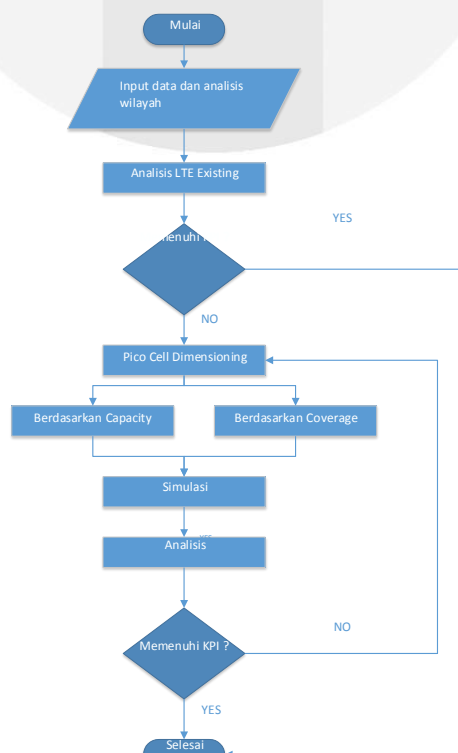 Mulai
Input data dan analisis
wilayah
Analisis LTE Existing
YES
NO
Pico Cell Dimensioning
Berdasarkan Capacity
Berdasarkan Coverage
Simulasi
YES
Analisis
NO
Memenuhi KPI ?
YES
Selesai